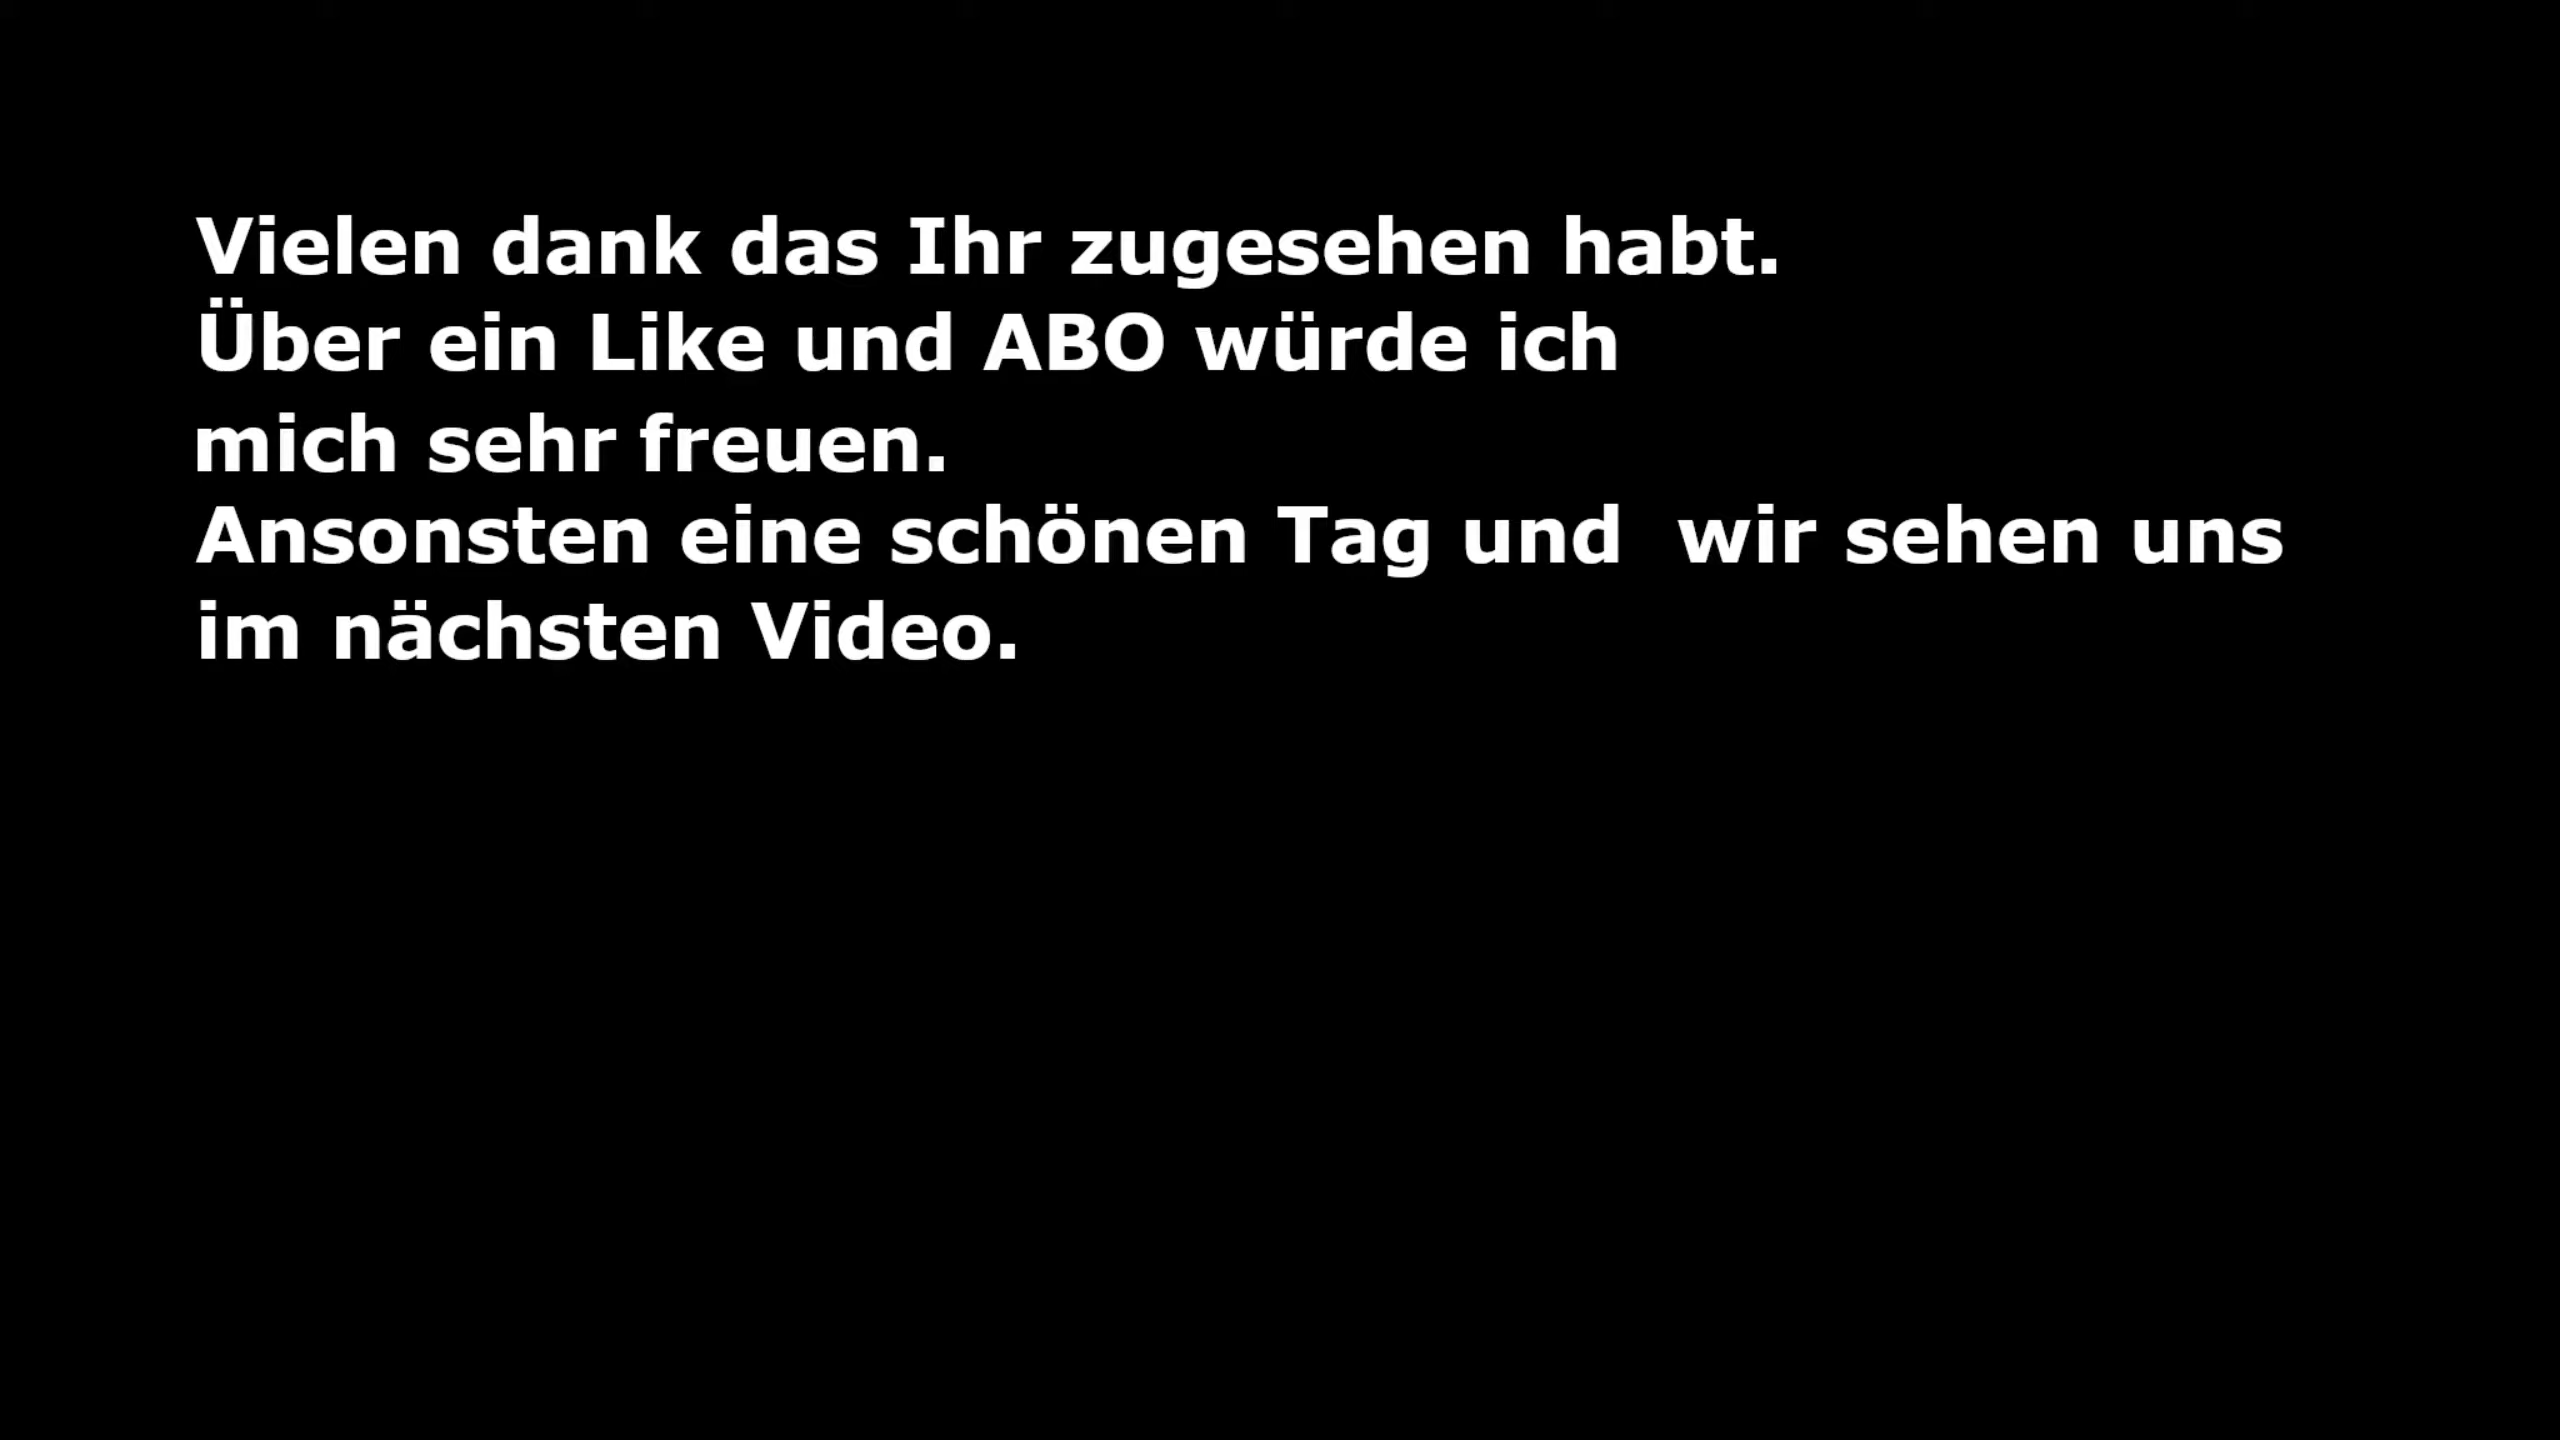 Vielen dank das Ihr zugesehen habt.
Über ein Like und ABO würde ich
mich sehr freuen.
Ansonsten eine schönen Tag und  wir sehen uns
im nächsten Video.